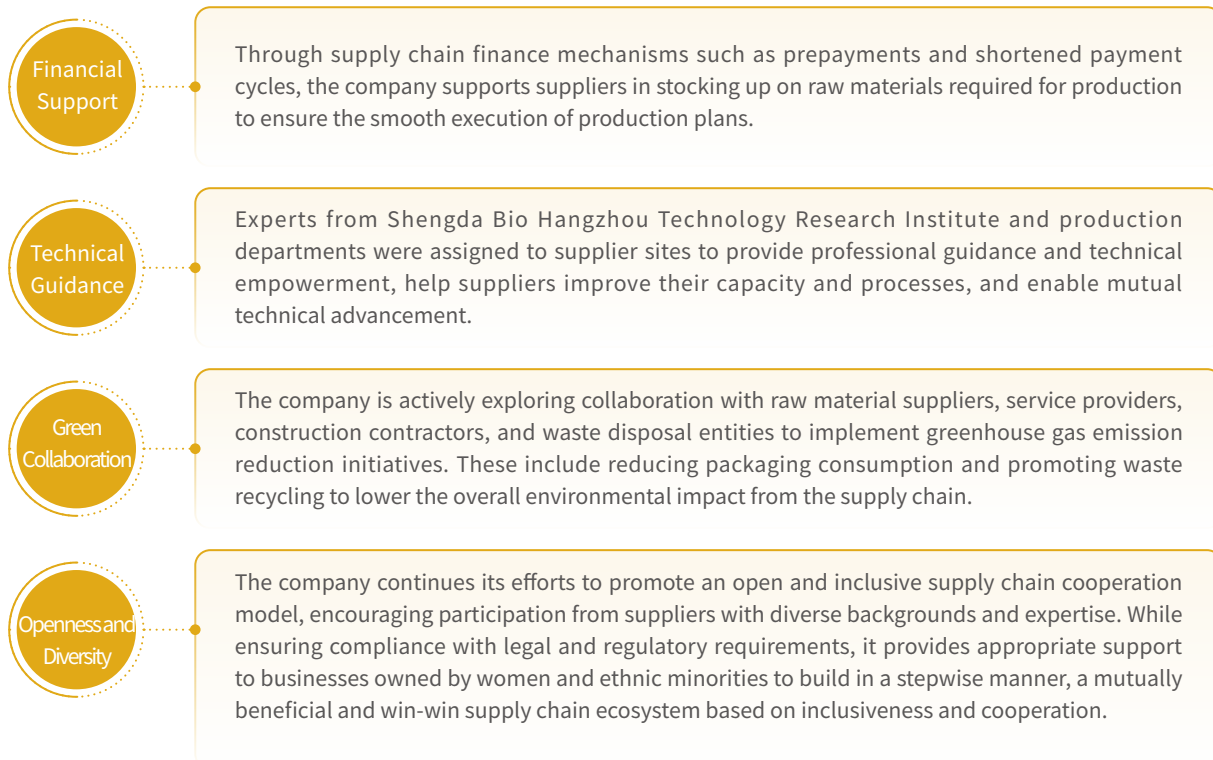 Financial
Support
Through supply chain finance mechanisms such as prepayments and shortened payment
cycles, the company supports suppliers in stocking up on raw materials required for production
to ensure the smooth execution of production plans.
Technical
Guidance
Experts from Shengda Bio Hangzhou Technology Research Institute and production
departments were assigned to supplier sites to provide professional guidance and technical
empowerment, help suppliers improve their capacity and processes, and enable mutual
technical advancement.
Green
Collaboration
The company is actively exploring collaboration with raw material suppliers, service providers,
construction contractors, and waste disposal entities to implement greenhouse gas emission
reduction initiatives. These include reducing packaging consumption and promoting waste
recycling to lower the overall environmental impact from the supply chain.
Openness and
Diversity
The company continues its efforts to promote an open and inclusive supply chain cooperation
model, encouraging participation from suppliers with diverse backgrounds and expertise. While
ensuring compliance with legal and regulatory requirements, it provides appropriate support
to businesses owned by women and ethnic minorities to build in a stepwise manner, a mutually
beneficial and win-win supply chain ecosystem based on inclusiveness and cooperation.